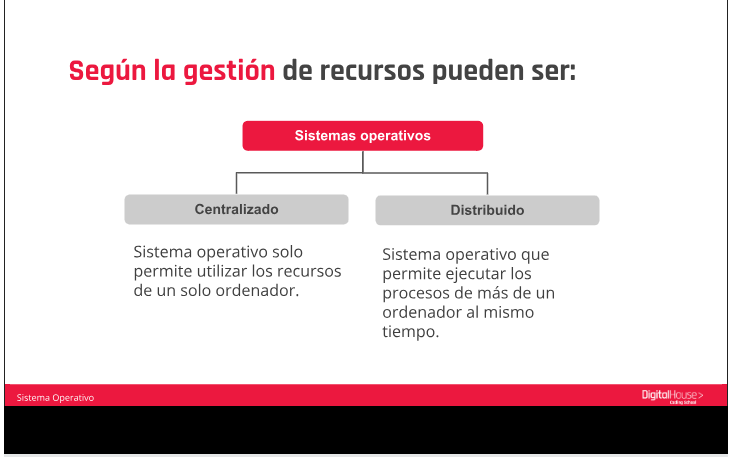 Según la gestión de recursos pueden ser:
Sistemas operativos
Centralizado
Distribuido
Sistema operativo solo
permite utilizar los recursos
de un solo ordenador.
Sistema operativo que
permite ejecutar los
procesos de más de un
ordenador al mismo
tiempo.
Sistema Operativo
DigitalHouse>
Coding School